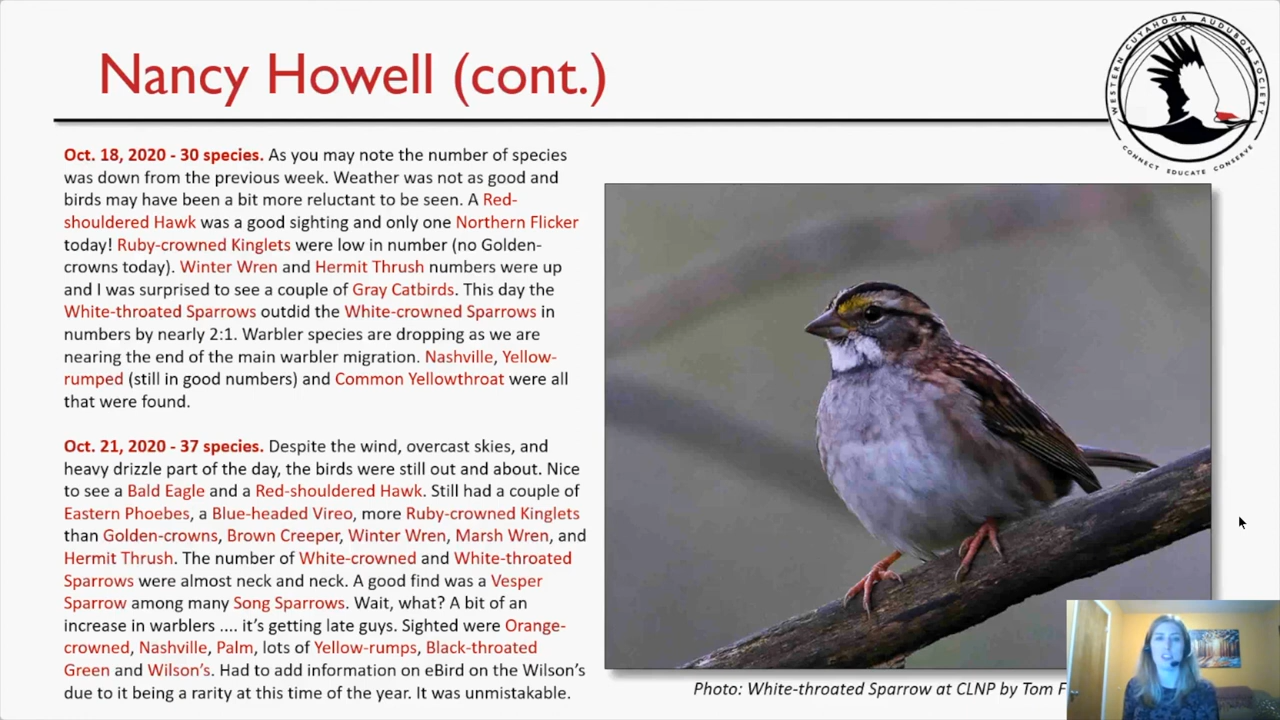 Nancy Howell (cont.)
WESTERN CUYAHOGA AUDUBON SOCIETY
CONNECT EDUCATE CONSERVE
Oct. 18, 2020 - 30 species. As you may note the number of species
was down from the previous week. Weather was not as good and
birds may have been a bit more reluctant to be seen. A Red-
shouldered Hawk was a good sighting and only one Northern Flicker
today! Ruby-crowned Kinglets were low in number (no Golden-
crowns today). Winter Wren and Hermit Thrush numbers were up
and I was surprised to see a couple of Gray Catbirds. This day the
White-throated Sparrows outdid the White-crowned Sparrows in
numbers by nearly 2:1. Warbler species are dropping as we are
nearing the end of the main warbler migration. Nashville, Yellow-
rumped (still in good numbers) and Common Yellowthroat were all
that were found.
Oct. 21, 2020 - 37 species. Despite the wind, overcast skies, and
heavy drizzle part of the day, the birds were still out and about. Nice
to see a Bald Eagle and a Red-shouldered Hawk. Still had a couple of
Eastern Phoebes, a Blue-headed Vireo, more Ruby-crowned Kinglets
than Golden-crowns, Brown Creeper, Winter Wren, Marsh Wren, and
Hermit Thrush. The number of White-crowned and White-throated
Sparrows were almost neck and neck. A good find was a Vesper
Sparrow among many Song Sparrows. Wait, what? A bit of an
increase in warblers .... it's getting late guys. Sighted were Orange-
crowned, Nashville, Palm, lots of Yellow-rumps, Black-throated
Green and Wilson's. Had to add information on eBird on the Wilson's
due to it being a rarity at this time of the year. It was unmistakable.
Photo: White-throated Sparrow at CLNP by Tom